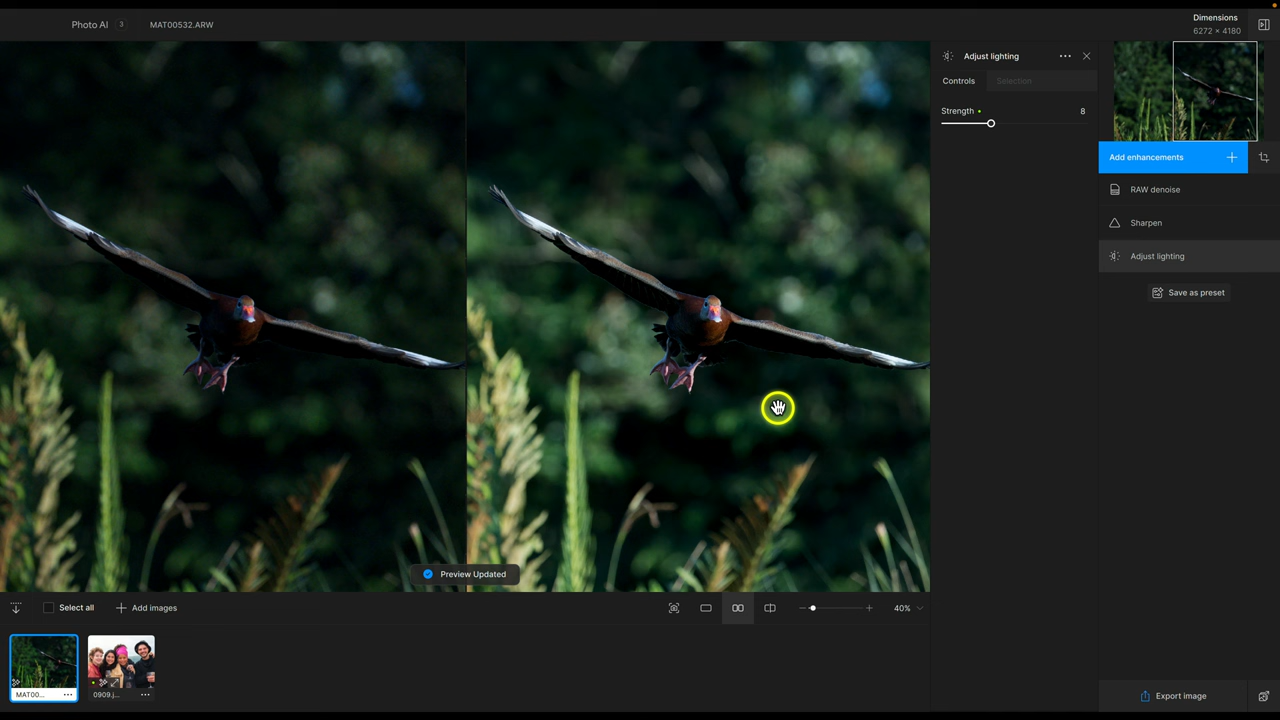 Photo AI 3 MAT00532.ARW
Dimensions
6272 × 4180
Adjust lighting
Controls Selection
Strength 8
Add enhancements
RAW denoise
Sharpen
Adjust lighting
Save as preset
Preview Updated
Select all Add images 40%
MAT00... 0909.j...
Export image